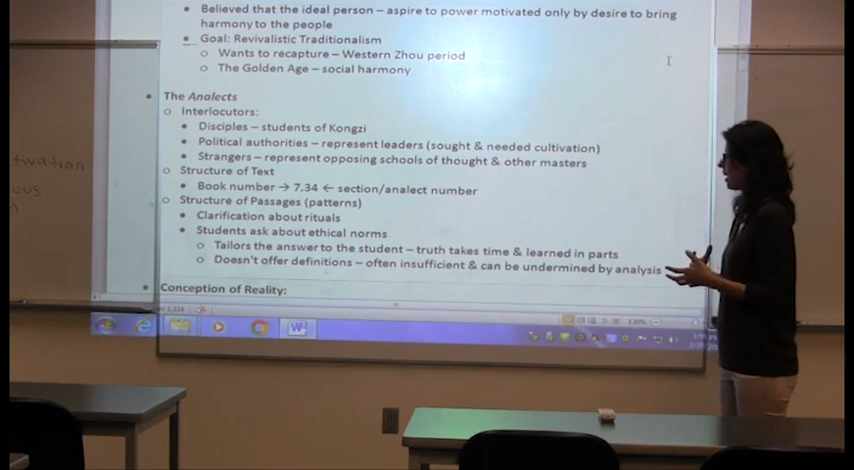 • Believed that the ideal person – aspire to power motivated only by desire to bring
harmony to the people
• Goal: Revivalistic Traditionalism
o Wants to recapture – Western Zhou period
o The Golden Age – social harmony
• The Analects
o Interlocutors:
• Disciples – students of Kongzi
• Political authorities – represent leaders (sought & needed cultivation)
• Strangers – represent opposing schools of thought & other masters
o Structure of Text
• Book number → 7.34 ← section/analect number
o Structure of Passages (patterns)
• Clarification about rituals
• Students ask about ethical norms
o Tailors the answer to the student – truth takes time & learned in parts
o Doesn't offer definitions – often insufficient & can be undermined by analysis
• Conception of Reality: